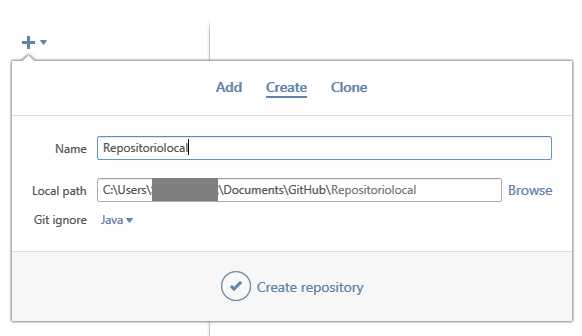 Add Create Clone
Name Repositoriolocal
Local path C:\Users\ \Documents\GitHub\Repositoriolocal Browse
Git ignore Java
Create repository